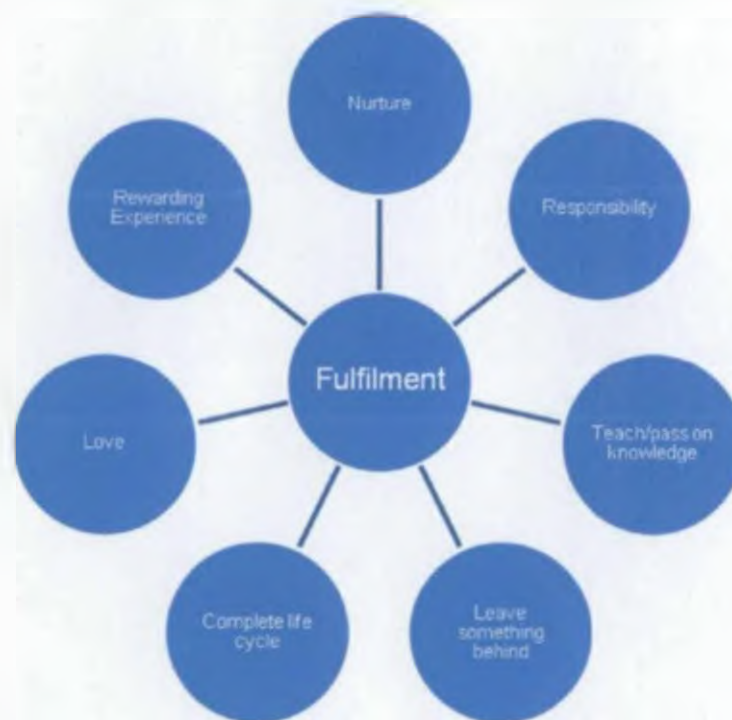 Nurture
Responsibility
Teach/pass on
knowledge
Leave
something
behind
Complete life
cycle
Love
Rewarding
Experience
Fulfilment